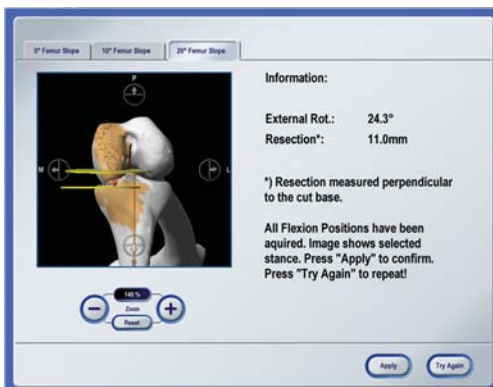 0° Femur Slope
10° Femur Slope
20° Femur Slope
Information:
P
External Rot.: 24.3°
Resection*: 11.0mm
M
L
*) Resection measured perpendicular
to the cut base.
All Flexion Positions have been
aquired. Image shows selected
stance. Press "Apply" to confirm.
Press "Try Again" to repeat!
140 %
Zoom
Reset
Apply
Try Again